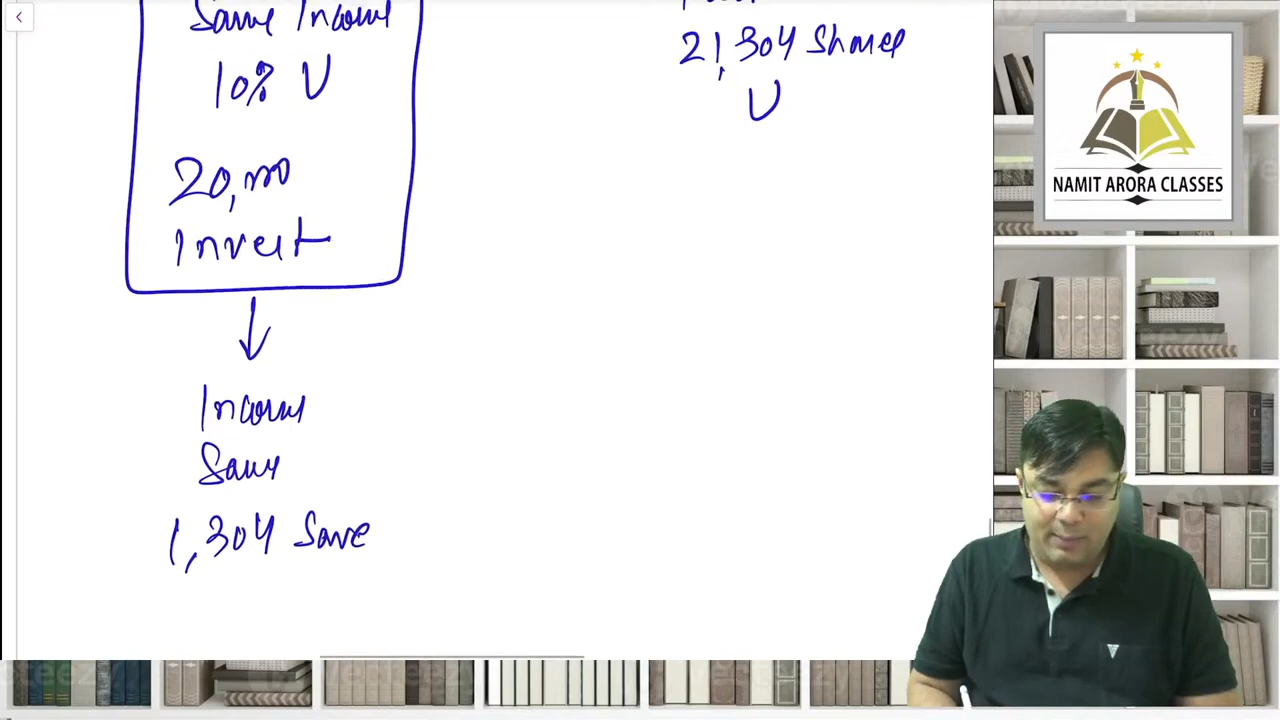 Same Income
10% U
20,000
Invest
↓
Income
Same
1,304 Save
21,304 Shares
U
NAMIT ARORA CLASSES